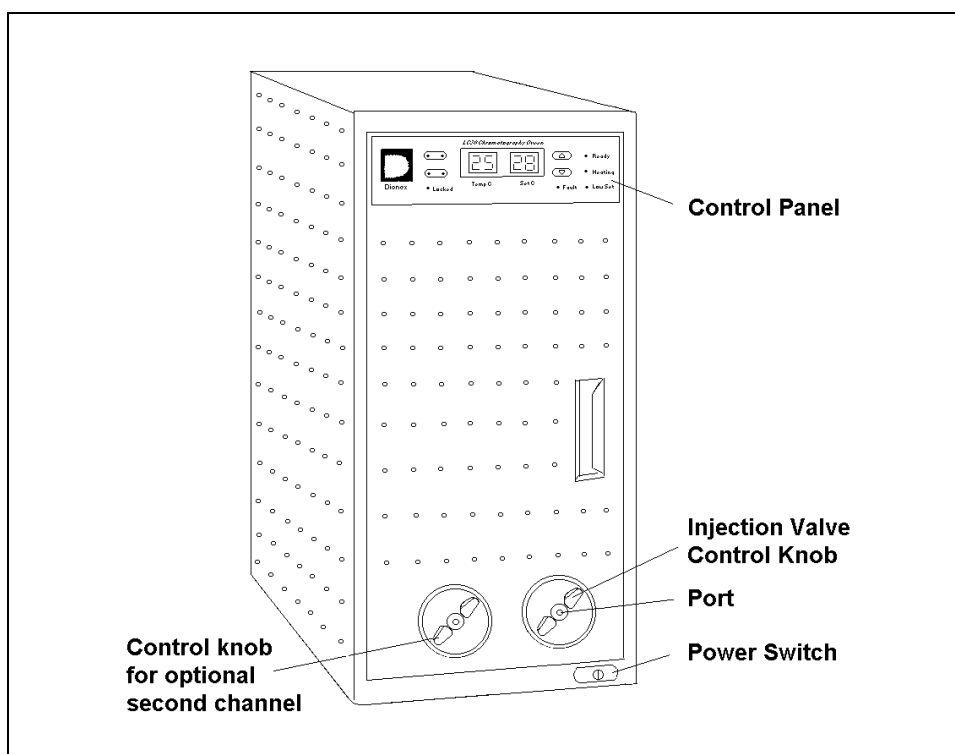 LC30 Chromatography Oven
25 28
Ready
Heating
Dionex
Locked
Temp C
Set C
Fault
Low Set
Control Panel
Injection Valve
Control Knob
Port
Power Switch
Control knob
for optional
second channel